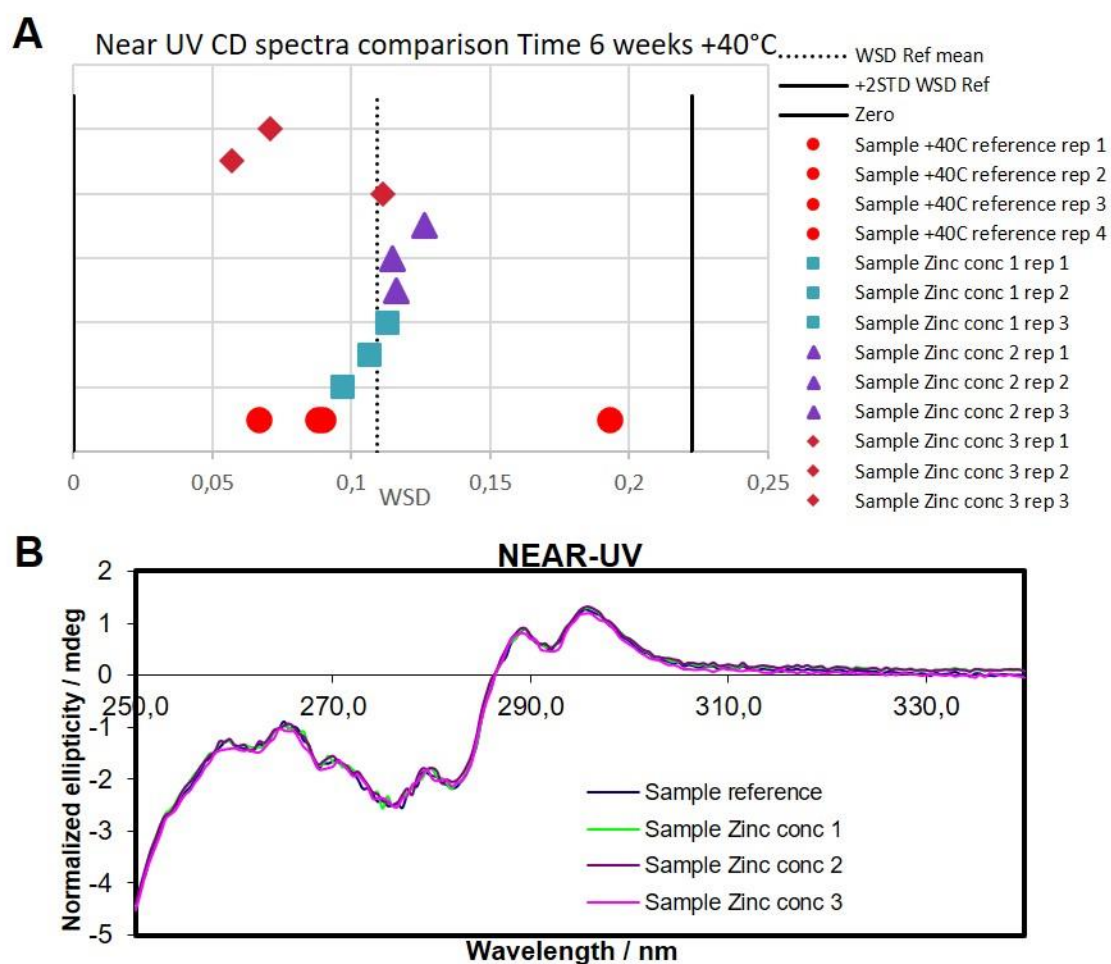 A
Near UV CD spectra comparison Time 6 weeks +40°C
WSD Ref mean
+2STD WSD Ref
Zero
Sample +40C reference rep 1
Sample +40C reference rep 2
Sample +40C reference rep 3
Sample +40C reference rep 4
Sample Zinc conc 1 rep 1
Sample Zinc conc 1 rep 2
Sample Zinc conc 1 rep 3
Sample Zinc conc 2 rep 1
Sample Zinc conc 2 rep 2
Sample Zinc conc 2 rep 3
Sample Zinc conc 3 rep 1
Sample Zinc conc 3 rep 2
Sample Zinc conc 3 rep 3
0 0,05 0,1 0,15 0,2 0,25
WSD
B
NEAR-UV
Normalized ellipticity / mdeg
2
1
0
-1
-2
-3
-4
-5
250,0 270,0 290,0 310,0 330,0
Sample reference
Sample Zinc conc 1
Sample Zinc conc 2
Sample Zinc conc 3
Wavelength / nm